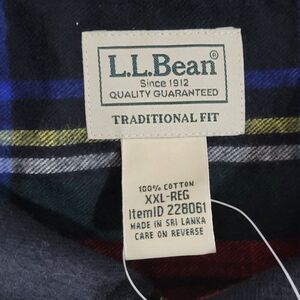 L.L.Bean®
Since 1912
QUALITY GUARANTEED
TRADITIONAL FIT
100% COTTON
XXL-REG
ItemID 228061
MADE IN SRI LANKA
CARE ON REVERSE